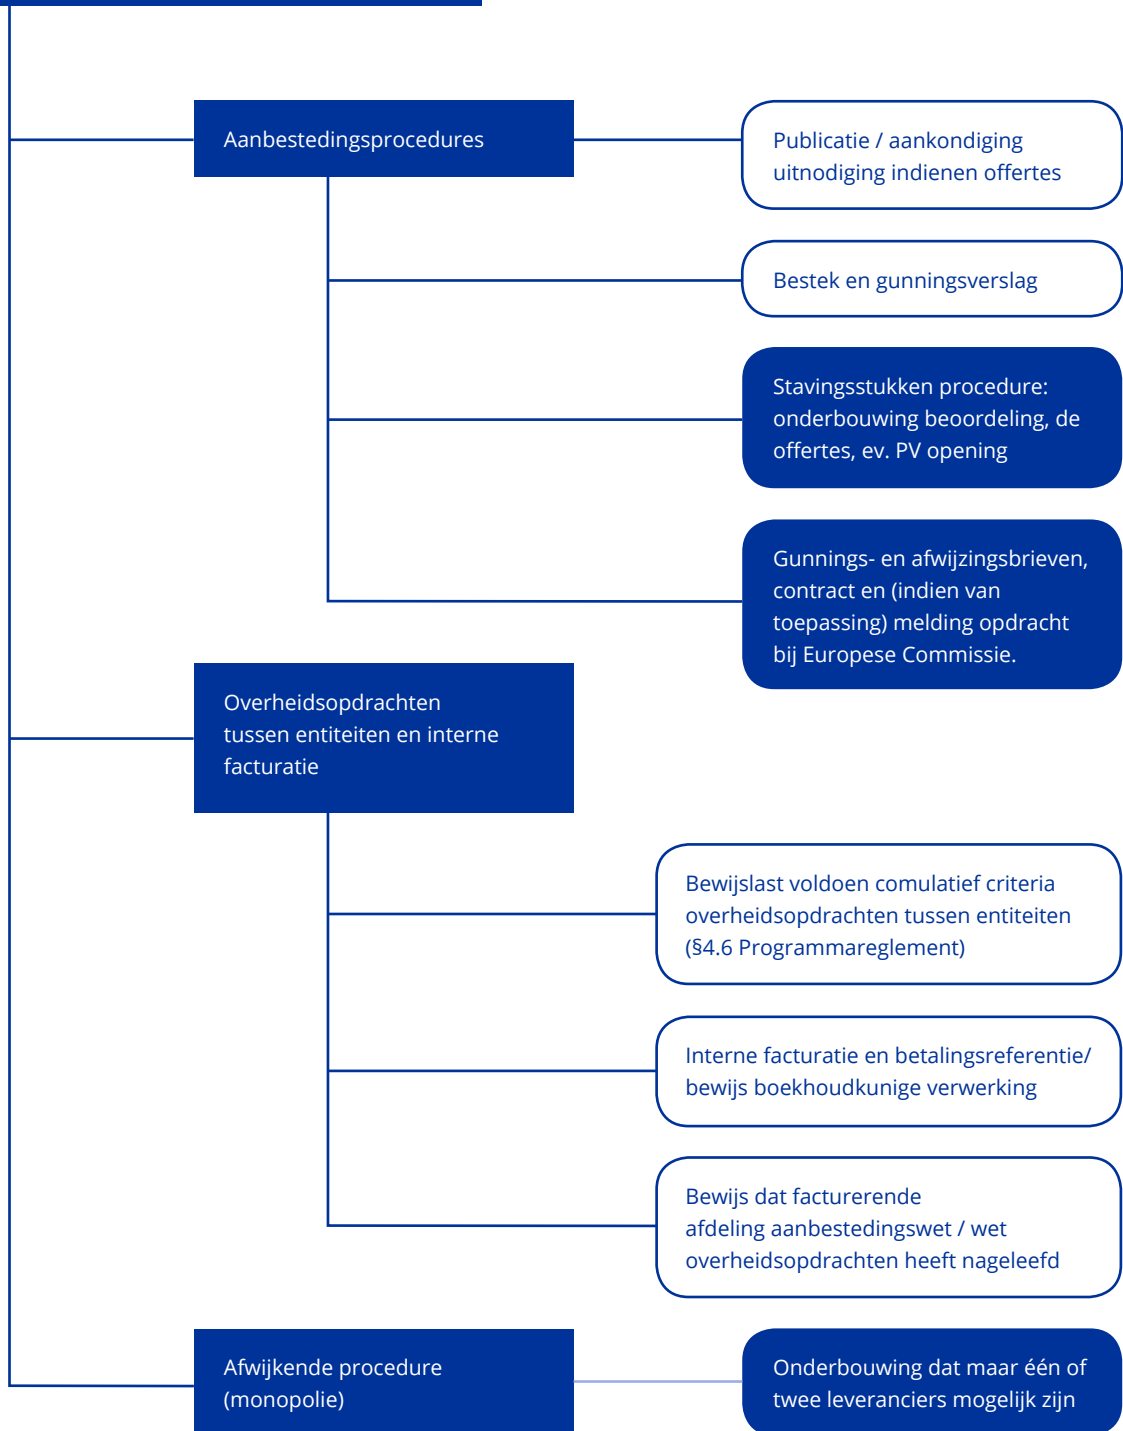 Aanbestedingsprocedures
Publicatie / aankondiging
uitnodiging indienen offertes
Bestek en gunningsverslag
Stavingsstukken procedure:
onderbouwing beoordeling, de
offertes, ev. PV opening
Gunnings- en afwijzingsbrieven,
contract en (indien van
toepassing) melding opdracht
bij Europese Commissie.
Overheidsopdrachten
tussen entiteiten en interne
facturatie
Bewijslast voldoen comulatief criteria
overheidsopdrachten tussen entiteiten
(§4.6 Programmareglement)
Interne facturatie en betalingsreferentie/
bewijs boekhoudkunige verwerking
Bewijs dat facturerende
afdeling aanbestedingswet / wet
overheidsopdrachten heeft nageleefd
Afwijkende procedure
(monopolie)
Onderbouwing dat maar één of
twee leveranciers mogelijk zijn